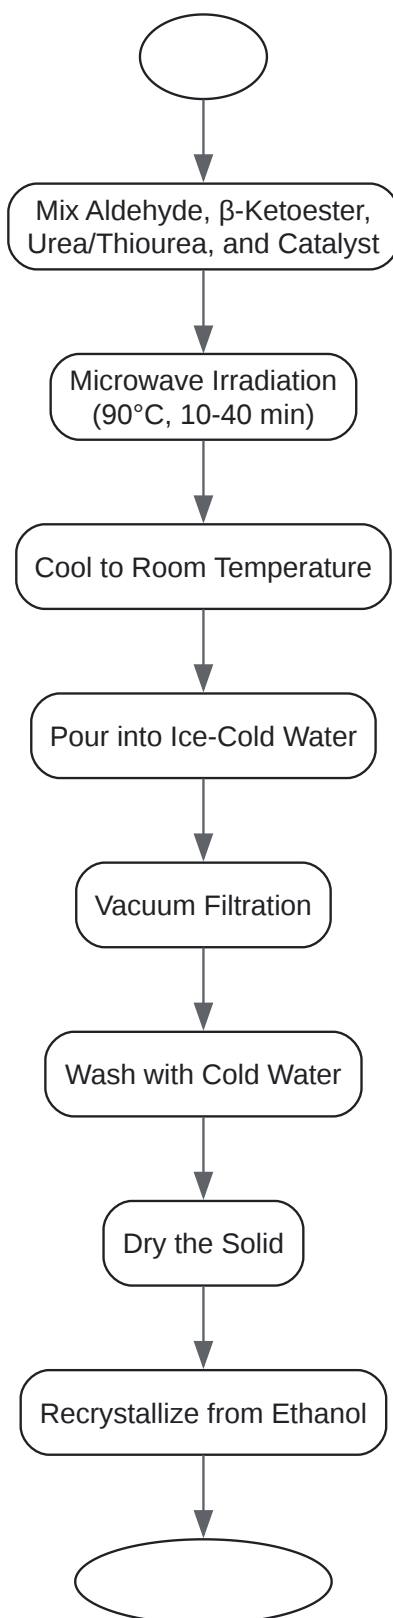 Mix Aldehyde, β-Ketoester,
Urea/Thiourea, and Catalyst
Microwave Irradiation
(90°C, 10-40 min)
Cool to Room Temperature
Pour into Ice-Cold Water
Vacuum Filtration
Wash with Cold Water
Dry the Solid
Recrystallize from Ethanol